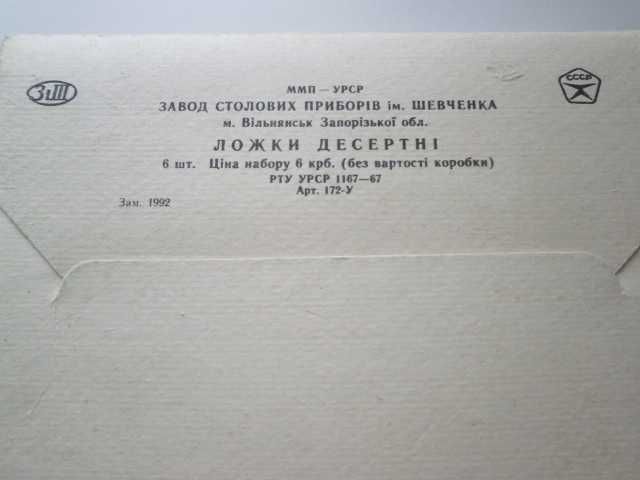 ЗіШ
СССР
ММП — УРСР
ЗАВОД СТОЛОВИХ ПРИБОРІВ ім. ШЕВЧЕНКА
м. Вільнянськ Запорізької обл.
ЛОЖКИ ДЕСЕРТНІ
6 шт. Ціна набору 6 крб. (без вартості коробки)
РТУ УРСР 1167—67
Арт. 172-У
Зам. 1992